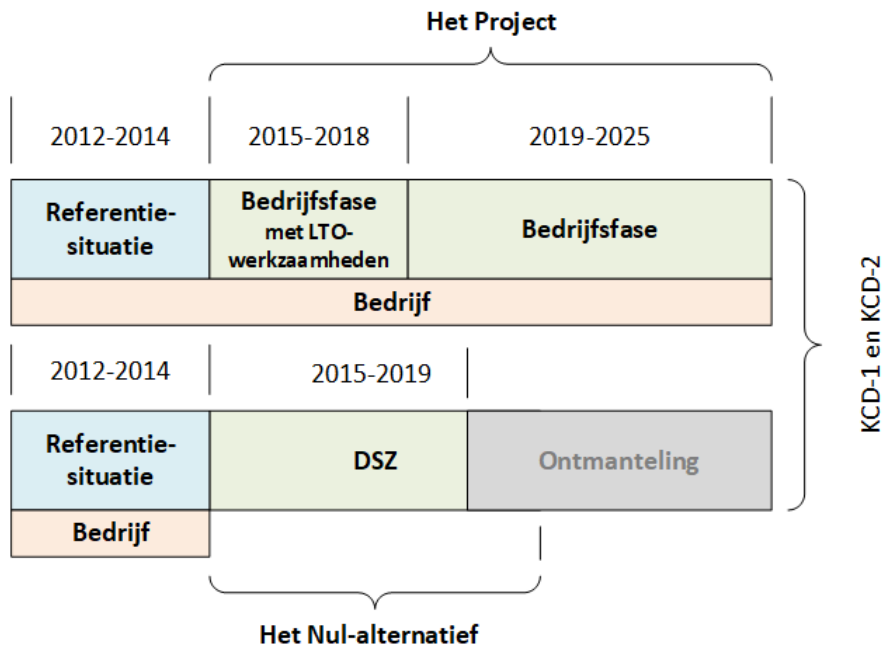 Het Project
2012-2014
2015-2018
2019-2025
Referentie-
situatie
Bedrijfsfase
met LTO-
werkzaamheden
Bedrijfsfase
Bedrijf
KCD-1 en KCD-2
2012-2014
2015-2019
Referentie-
situatie
DSZ
Ontmanteling
Bedrijf
Het Nul-alternatief